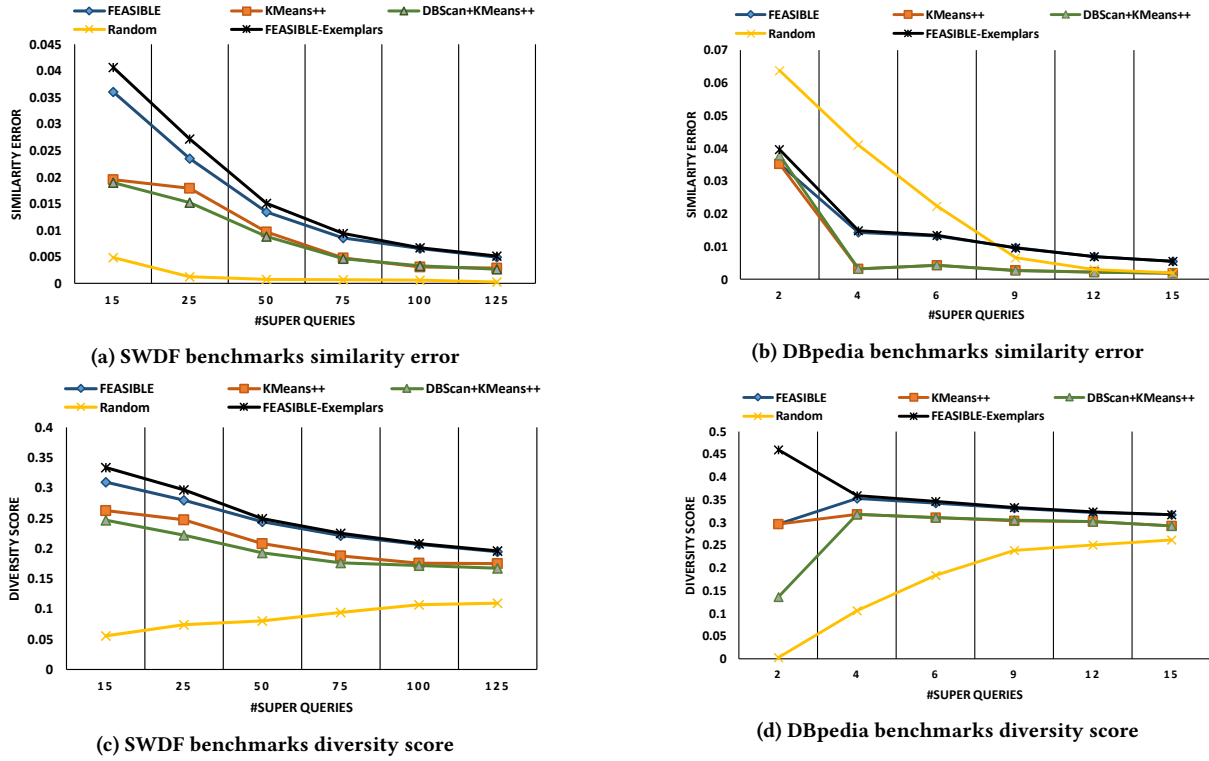 FEASIBLE KMeans++ DBScan+KMeans++
Random FEASIBLE-Exemplars
0.045
0.04
0.035
0.03
0.025
0.02
0.015
0.01
0.005
0
SIMILARITY ERROR
15 25 50 75 100 125
#SUPER QUERIES
(a) SWDF benchmarks similarity error
FEASIBLE KMeans++ DBScan+KMeans++
Random FEASIBLE-Exemplars
0.07
0.06
0.05
0.04
0.03
0.02
0.01
0
SIMILARITY ERROR
2 4 6 9 12 15
#SUPER QUERIES
(b) DBpedia benchmarks similarity error
FEASIBLE KMeans++ DBScan+KMeans++
Random FEASIBLE-Exemplars
0.4
0.35
0.3
0.25
0.2
0.15
0.1
0.05
0
DIVERSITY SCORE
15 25 50 75 100 125
#SUPER QUERIES
(c) SWDF benchmarks diversity score
FEASIBLE KMeans++ DBScan+KMeans++
Random FEASIBLE-Exemplars
0.5
0.45
0.4
0.35
0.3
0.25
0.2
0.15
0.1
0.05
0
DIVERSITY SCORE
2 4 6 9 12 15
#SUPER QUERIES
(d) DBpedia benchmarks diversity score